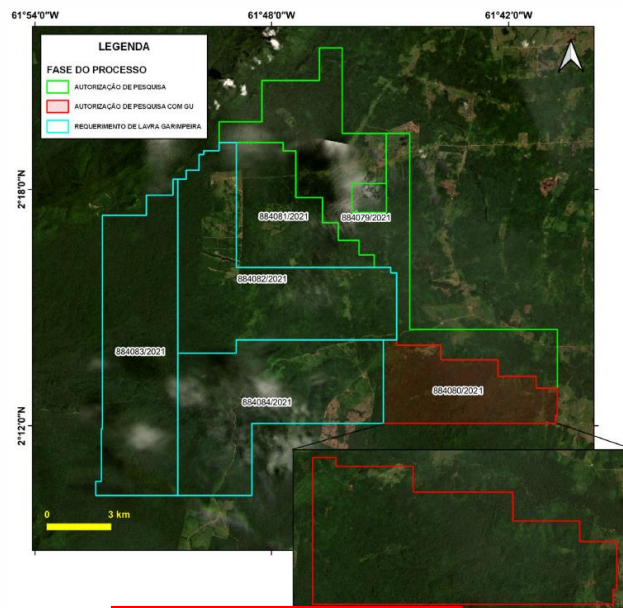 61°54'0"W 61°48'0"W 61°42'0"W
LEGENDA
FASE DO PROCESSO
AUTORIZAÇÃO DE PESQUISA
AUTORIZAÇÃO DE PESQUISA COM GU
REQUERIMENTO DE LAVRA GARIMPEIRA
2°18'0"N
884081/2021 884079/2021
884082/2021
884083/2021
884080/2021
884084/2021
2°12'0"N
0 3 km